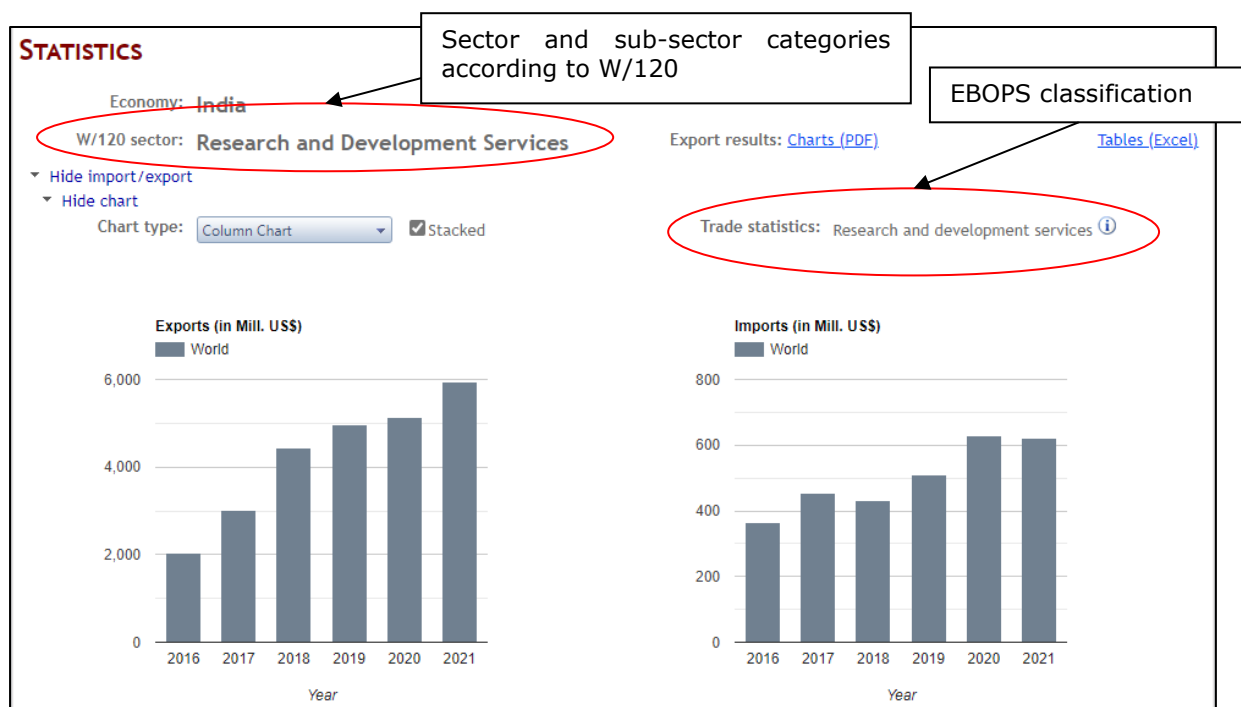 Sector and sub-sector categories
according to W/120
STATISTICS
EBOPS classification
Economy: India
W/120 sector: Research and Development Services
Export results: Charts (PDF) Tables (Excel)
Hide import/export
Hide chart
Chart type: Column Chart Stacked
Trade statistics: Research and development services i
Exports (in Mill. US$)
World
6,000
4,000
2,000
0
2016 2017 2018 2019 2020 2021
Year
Imports (in Mill. US$)
World
800
600
400
200
0
2016 2017 2018 2019 2020 2021
Year